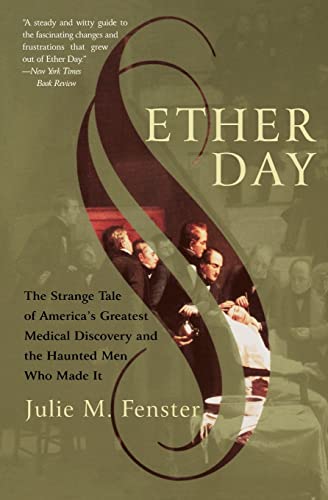 "A steady and witty guide to
the fascinating changes and
frustrations that grew
out of Ether Day."
—New York Times
Book Review
ETHER
DAY
The Strange Tale
of America's Greatest
Medical Discovery and
the Haunted Men
Who Made It
Julie M. Fenster